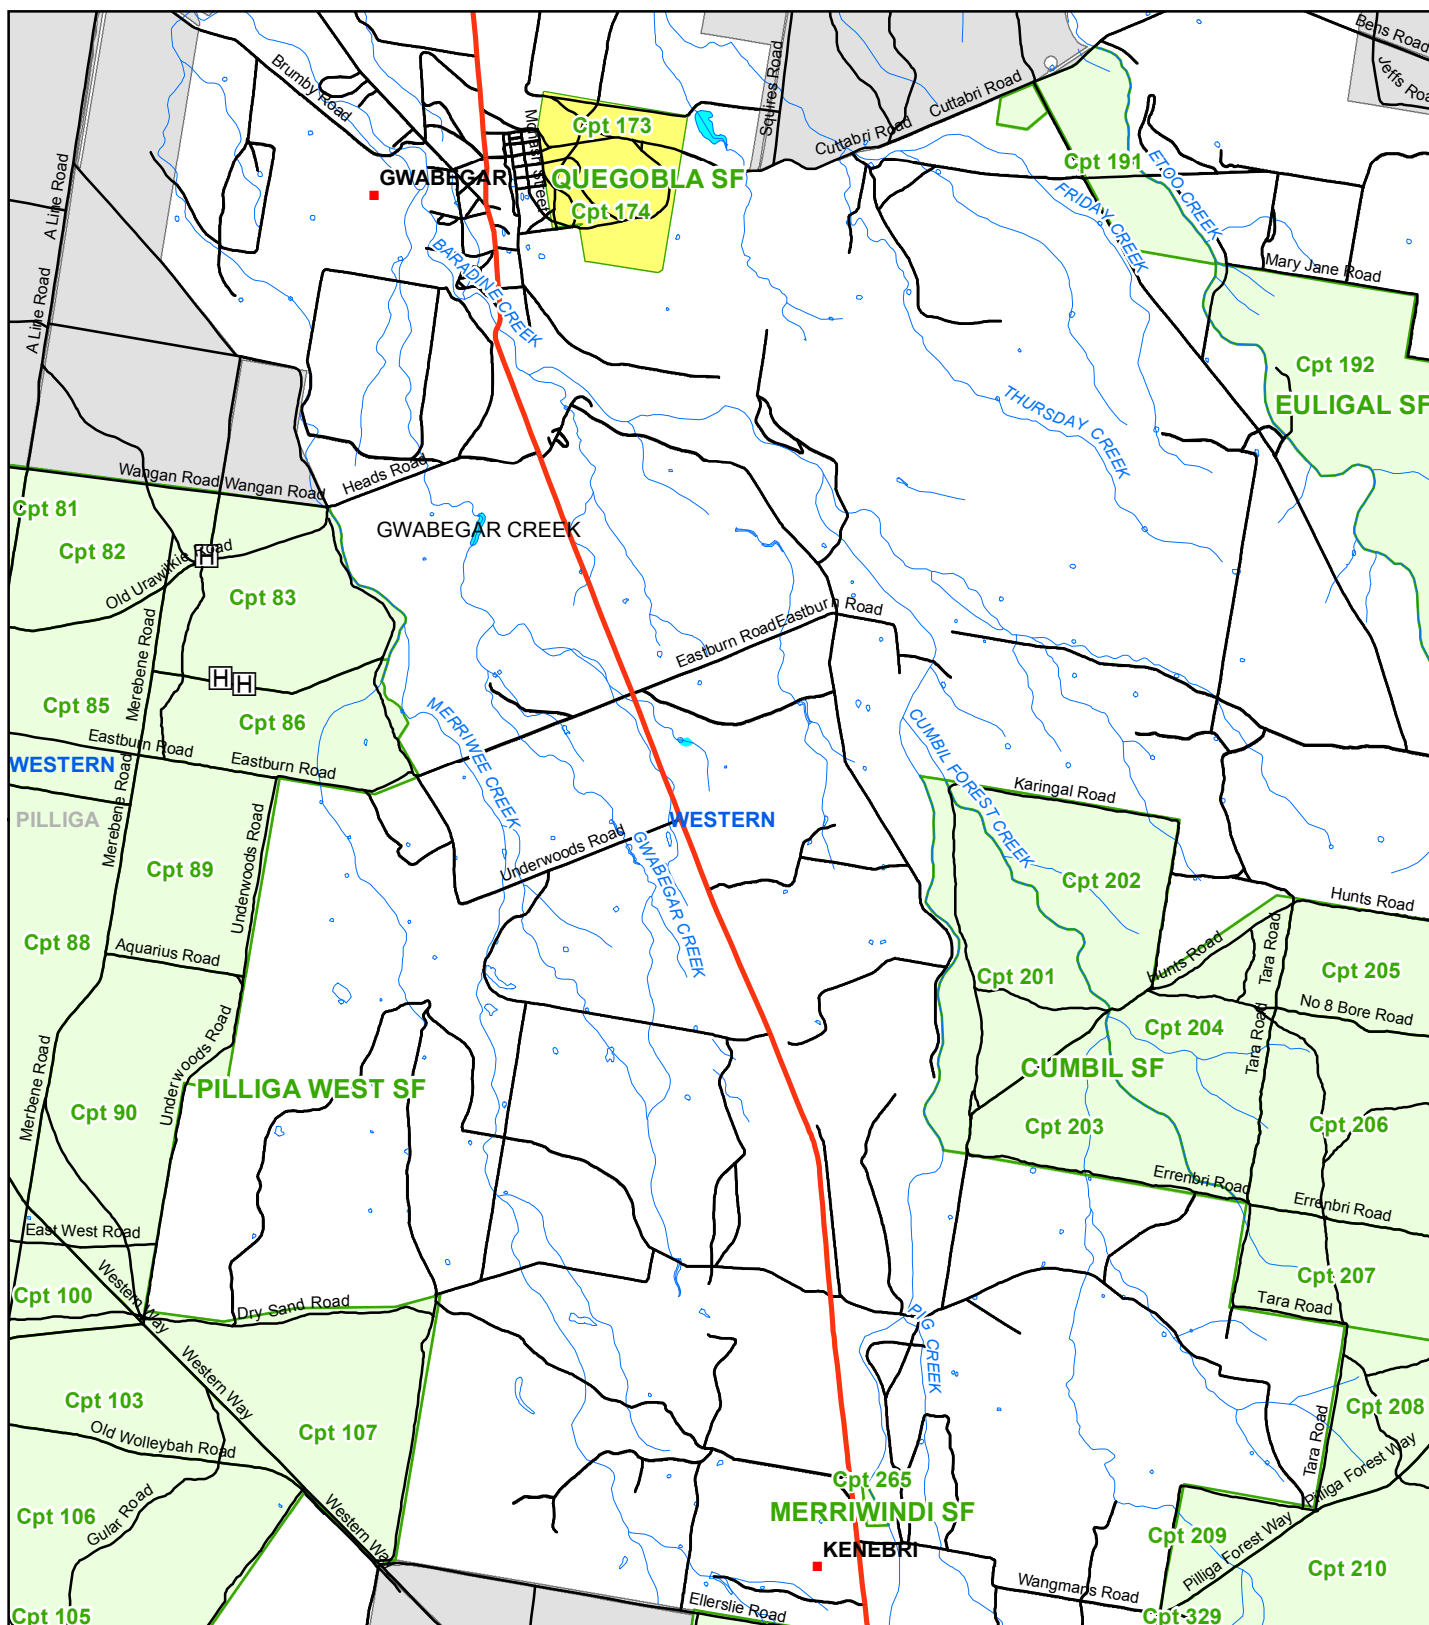 Bens Road
Jeffs Roa
Brumby Road
Squires Road
Cuttabri Road
Cuttabri Road
Cpt 173
Monash Street
GWABEGAR
QUEGOBLA SF
Cpt 174
Cpt 191
ETOO CREEK
FRIDAY CREEK
A Line Road
A Line Road
BARADINE CREEK
Mary Jane Road
Cpt 192
EULIGAL SF
THURSDAY CREEK
Wangan Road
Wangan Road
Heads Road
Cpt 81
Cpt 82
GWABEGAR CREEK
Old Urawilkie Road
H
Cpt 83
Merebene Road
Eastburn Road
Eastburn Road
H
H
Cpt 85
Cpt 86
MERRIWEE CREEK
CUMBIL FOREST CREEK
Eastburn Road
Eastburn Road
WESTERN
PILLIGA
Merebene Road
Underwoods Road
Karingal Road
WESTERN
Underwoods Road
GWABEGAR CREEK
Cpt 89
Cpt 202
Hunts Road
Cpt 88
Aquarius Road
Hunts Road
Tara Road
Cpt 201
Cpt 205
No 8 Bore Road
Cpt 204
Tara Road
Merbene Road
Underwoods Road
PILLIGA WEST SF
CUMBIL SF
Cpt 90
Cpt 203
Cpt 206
Errenbri Road
Errenbri Road
East West Road
Western Way
Cpt 207
Cpt 100
Dry Sand Road
Tara Road
PIG CREEK
Western Way
Cpt 103
Cpt 107
Cpt 208
Old Wolleybah Road
Tara Road
Pilliga Forest Way
Cpt 265
MERRIWINDI SF
Cpt 106
Gular Road
Western Way
Cpt 209
Pilliga Forest Way
KENEBRI
Cpt 210
Wangmans Road
Ellerslie Road
Cpt 105
Cpt 329